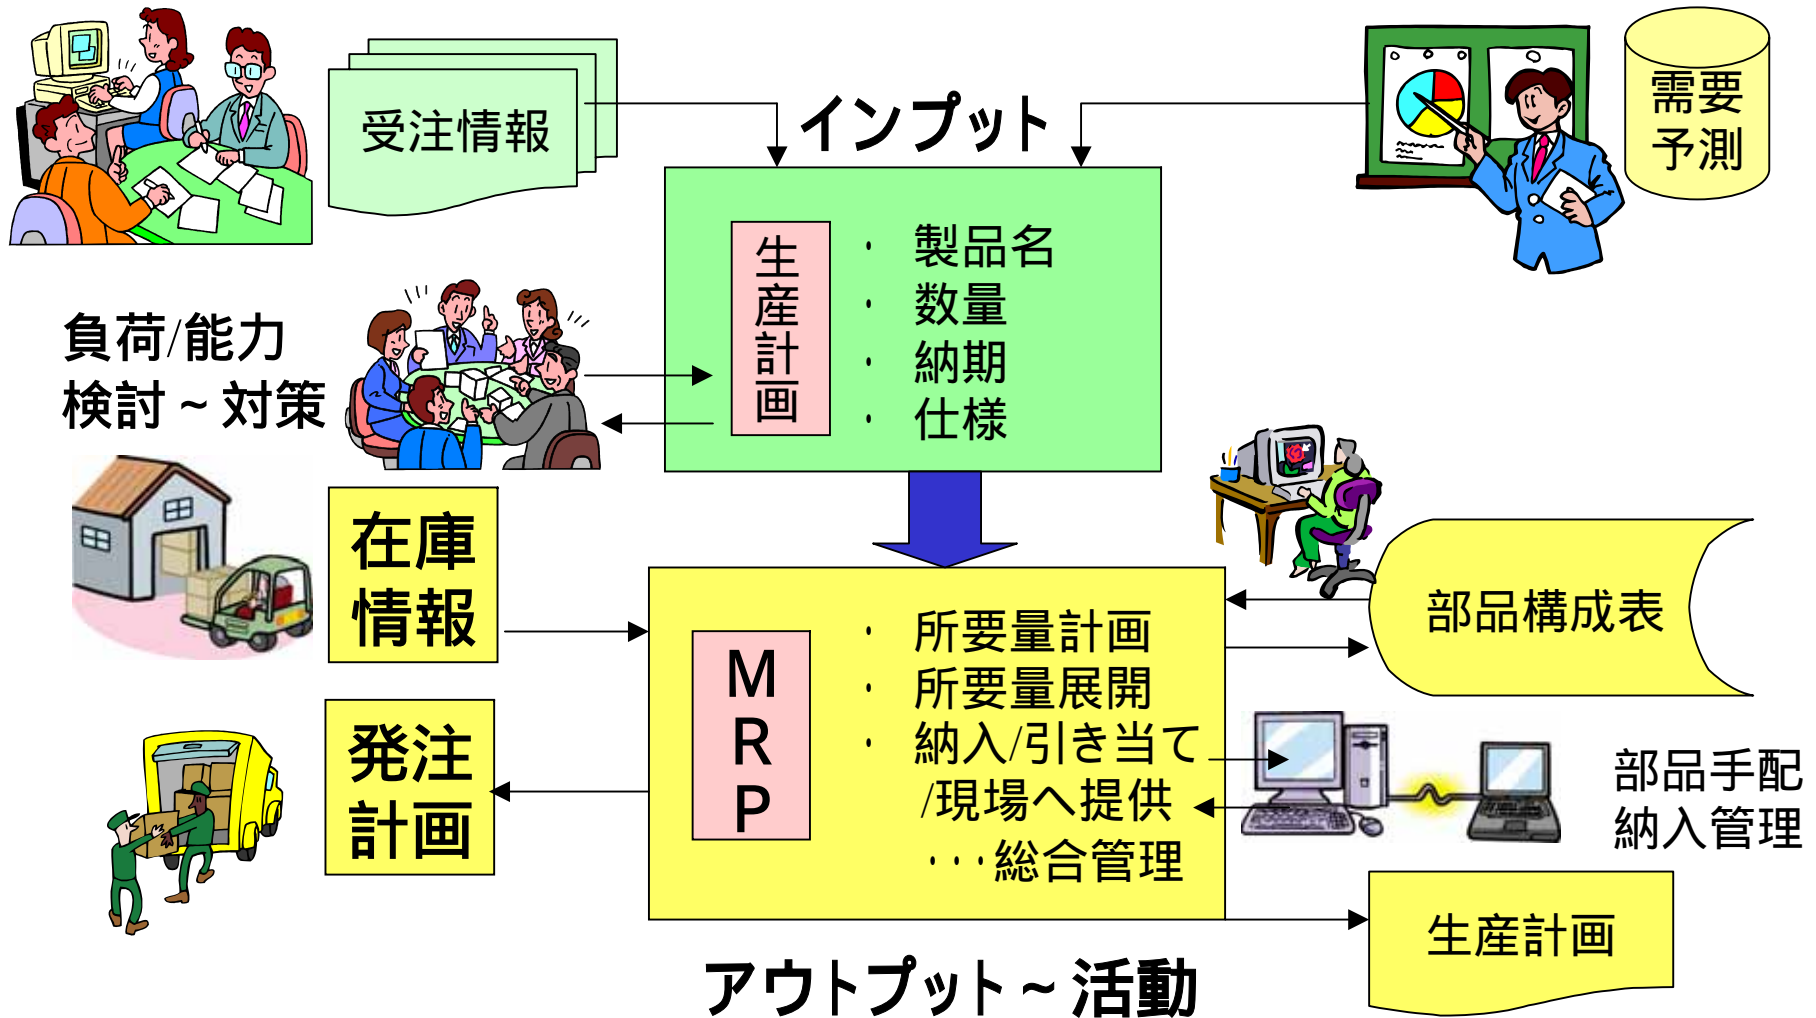 受注情報
インプット
需要
予測
生産計画
・ 製品名
・ 数量
・ 納期
・ 仕様
負荷/能力
検討～対策
在庫
情報
発注
計画
MRP
・ 所要量計画
・ 所要量展開
・ 納入/引き当て
/現場へ提供
・・・総合管理
部品構成表
部品手配
納入管理
生産計画
アウトプット～活動